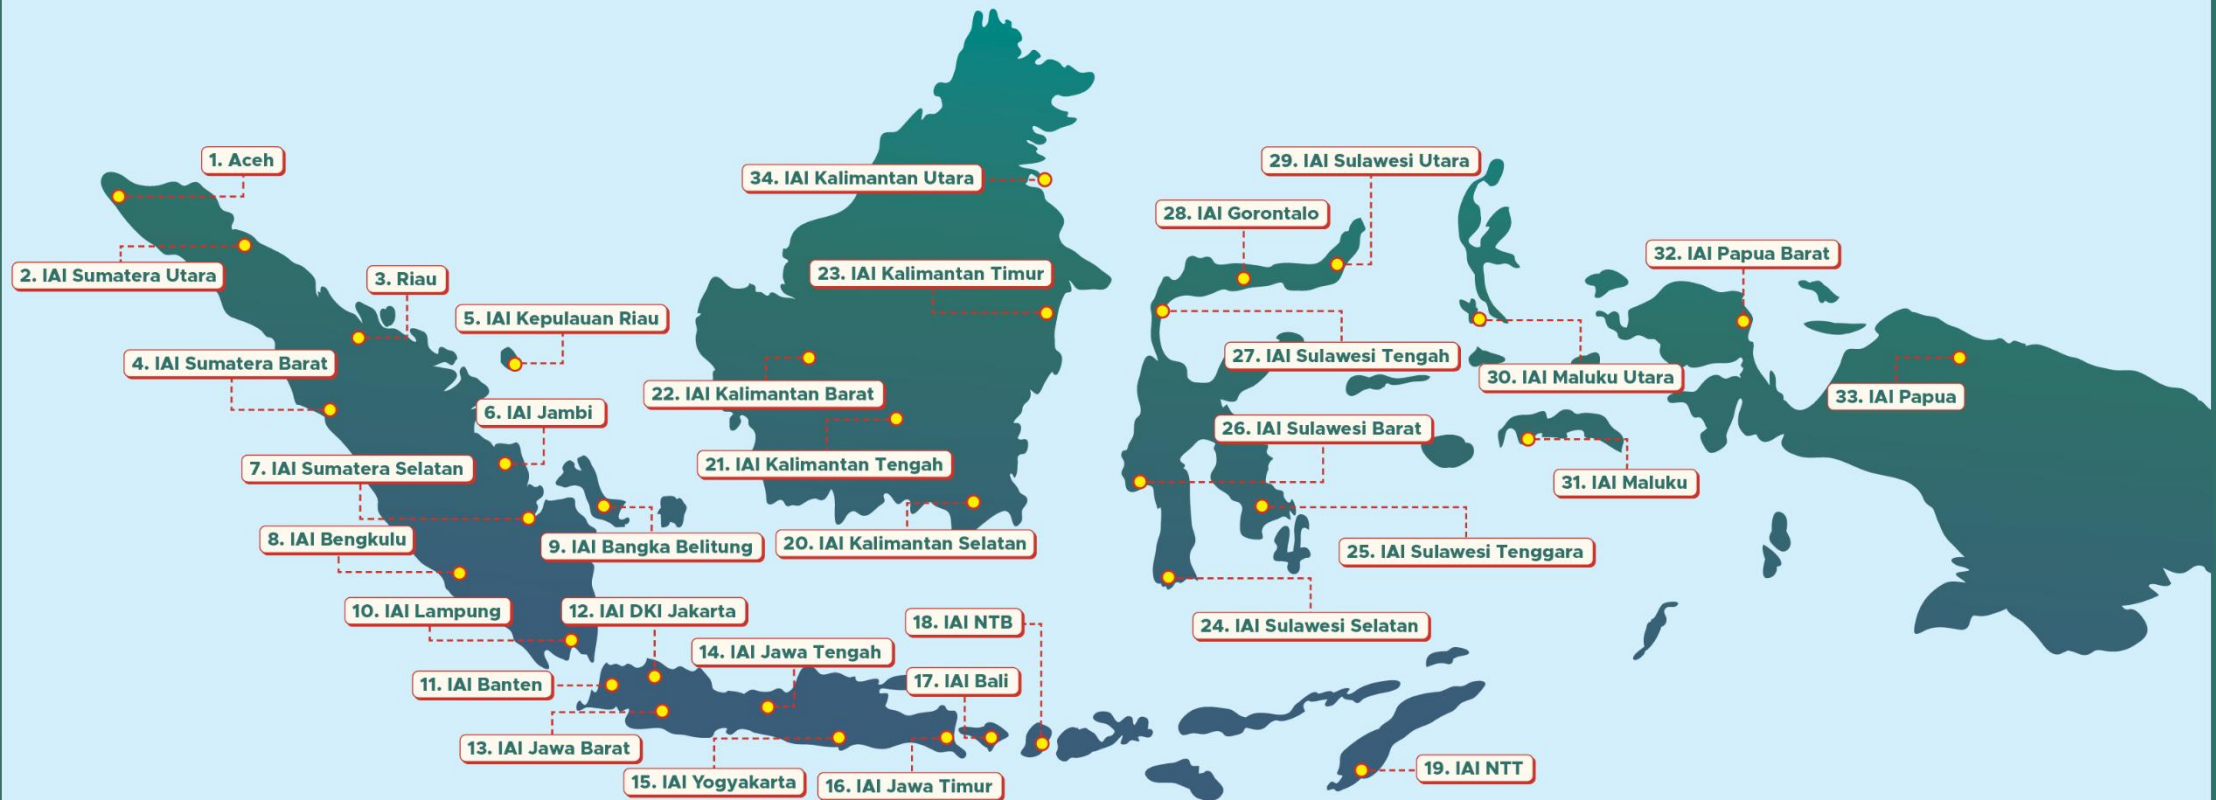 1. Aceh
2. IAI Sumatera Utara
3. Riau
4. IAI Sumatera Barat
5. IAI Kepulauan Riau
6. IAI Jambi
7. IAI Sumatera Selatan
8. IAI Bengkulu
9. IAI Bangka Belitung
10. IAI Lampung
11. IAI Banten
12. IAI DKI Jakarta
13. IAI Jawa Barat
14. IAI Jawa Tengah
15. IAI Yogyakarta
16. IAI Jawa Timur
17. IAI Bali
18. IAI NTB
19. IAI NTT
20. IAI Kalimantan Selatan
21. IAI Kalimantan Tengah
22. IAI Kalimantan Barat
23. IAI Kalimantan Timur
24. IAI Sulawesi Selatan
25. IAI Sulawesi Tenggara
26. IAI Sulawesi Barat
27. IAI Sulawesi Tengah
28. IAI Gorontalo
29. IAI Sulawesi Utara
30. IAI Maluku Utara
31. IAI Maluku
32. IAI Papua Barat
33. IAI Papua
34. IAI Kalimantan Utara